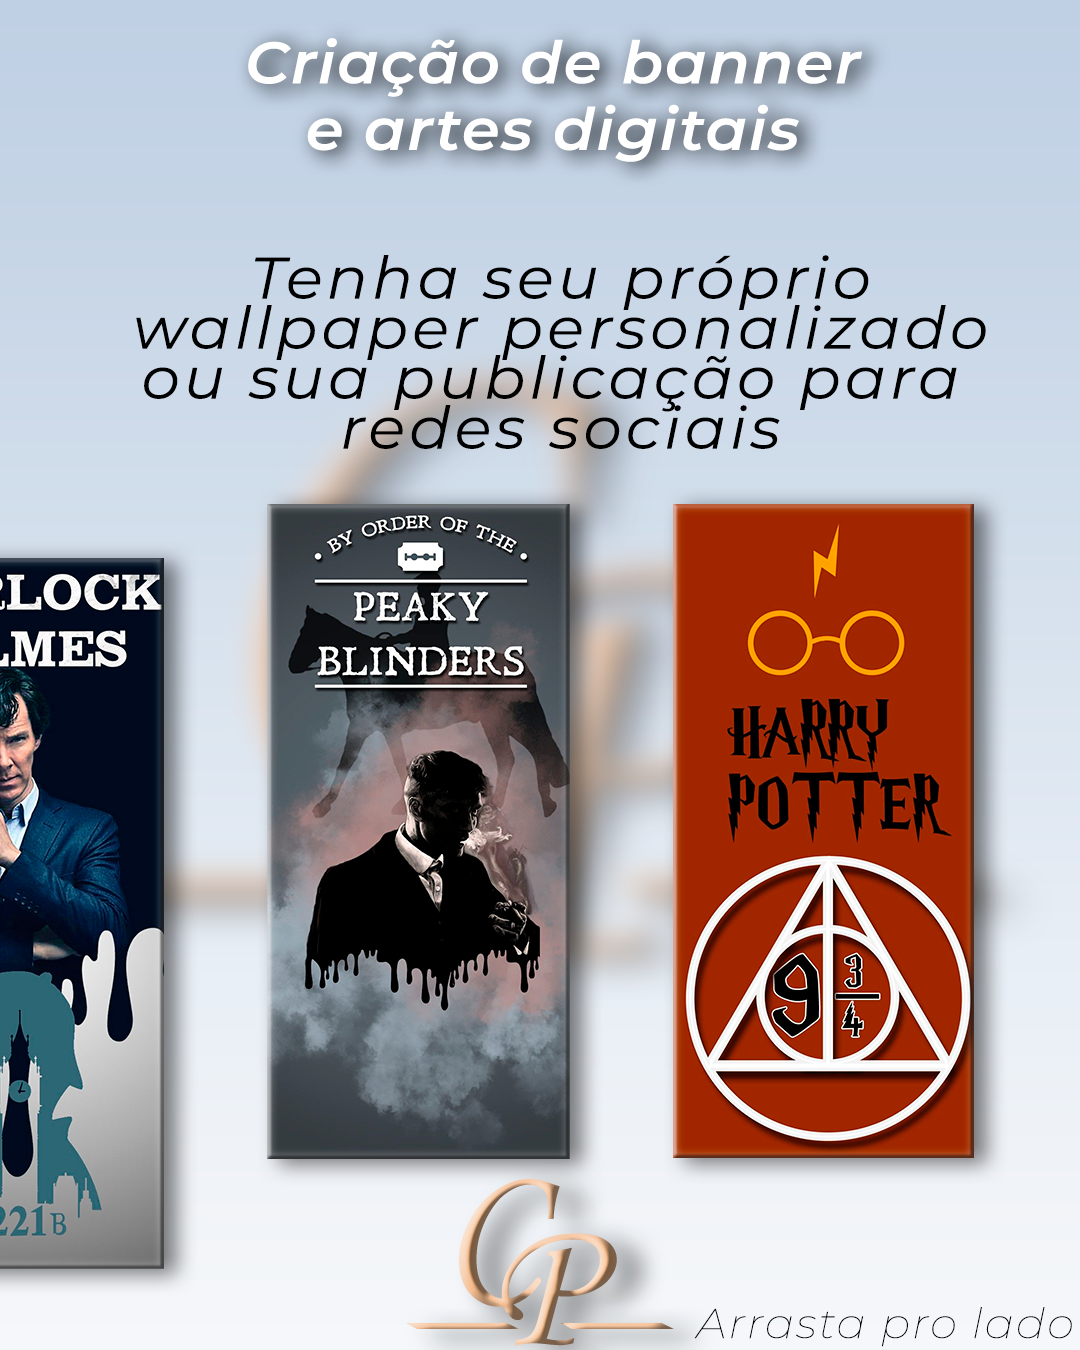 Criação de banner
e artes digitais
Tenha seu próprio
wallpaper personalizado
ou sua publicação para
redes sociais
RLOCK
LMES
221B
BY ORDER OF THE
PEAKY
BLINDERS
HARRY
POTTER
9 3/4
CP
Arrasta pro lado